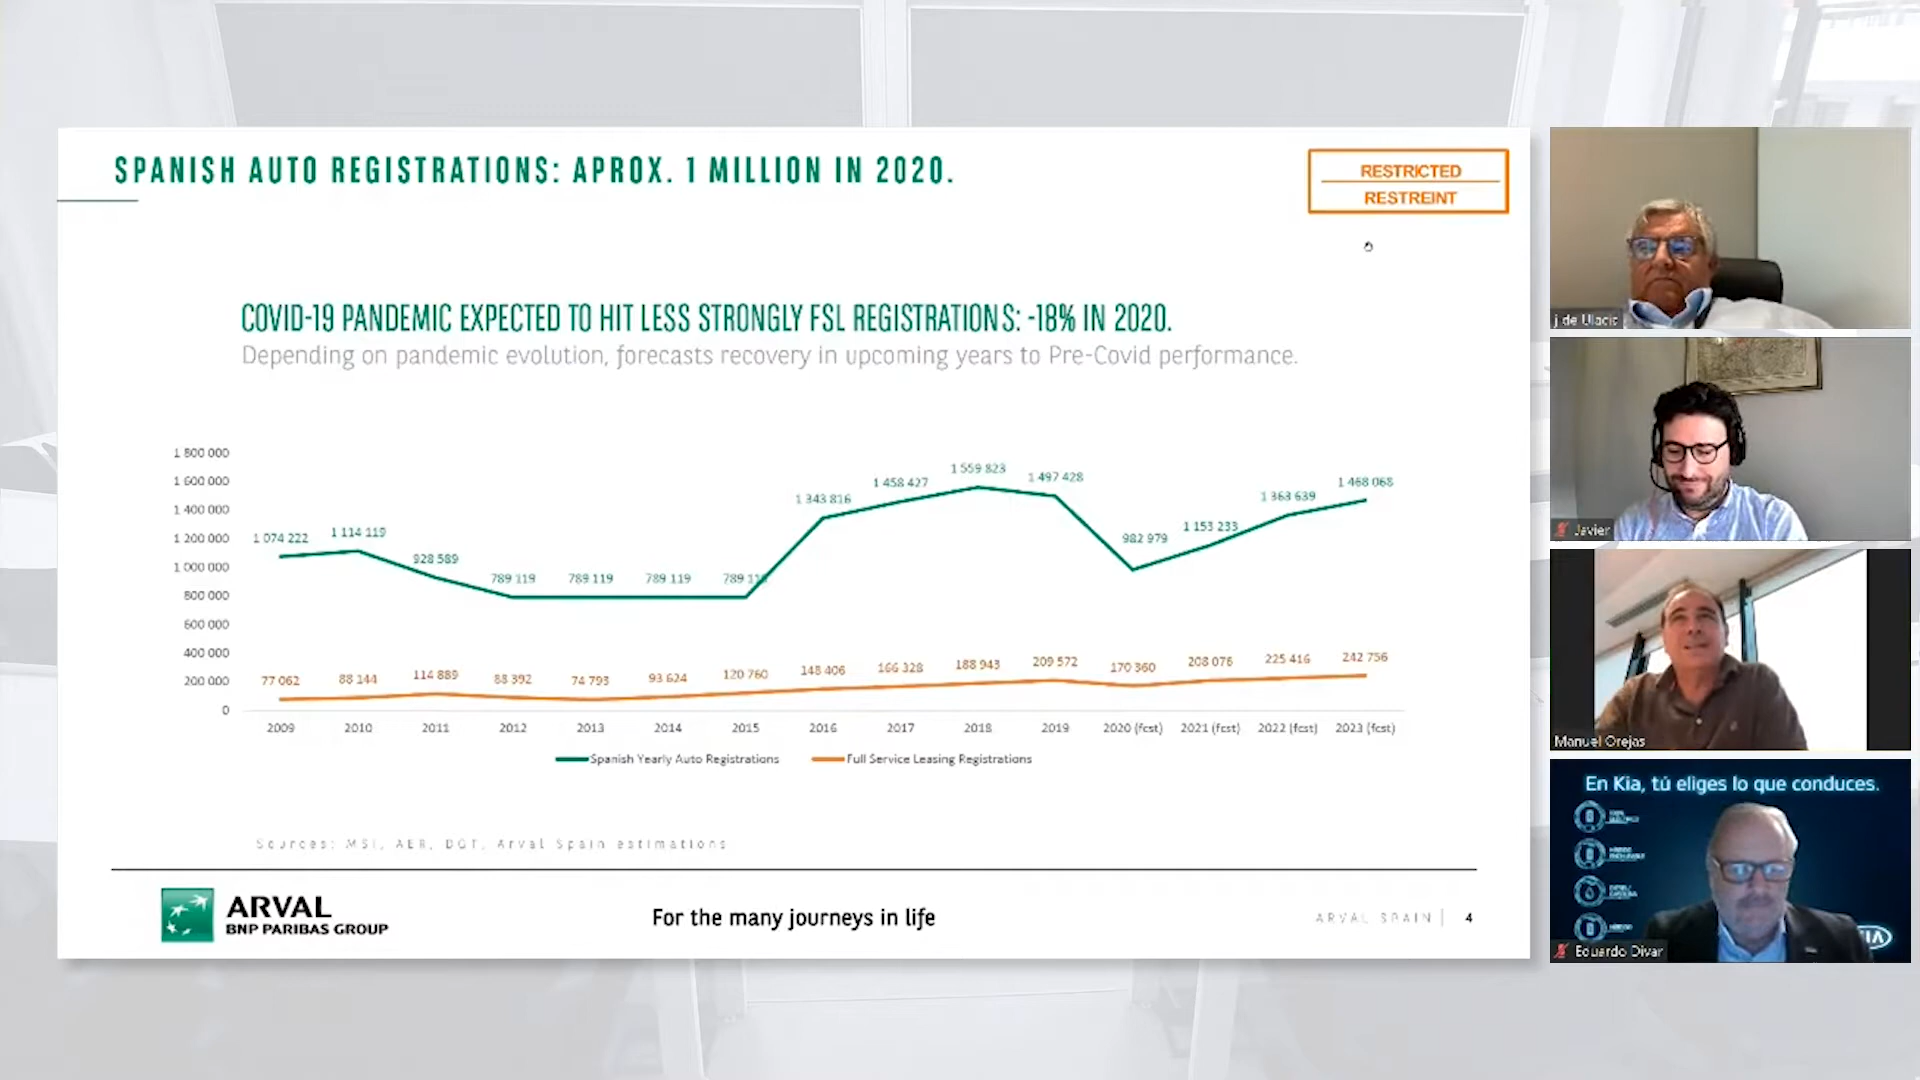 SPANISH AUTO REGISTRATIONS: APROX. 1 MILLION IN 2020.
RESTRICTED
RESTREINT
COVID-19 PANDEMIC EXPECTED TO HIT LESS STRONGLY FSL REGISTRATIONS: -18% IN 2020.
Depending on pandemic evolution, forecasts recovery in upcoming years to Pre-Covid performance.
1 800 000
1 600 000
1 400 000
1 200 000
1 000 000
800 000
600 000
400 000
200 000
0
1 074 222 1 114 119 928 589 789 119 789 119 789 119 789 119 1 343 816 1 458 427 1 559 823 1 497 428 982 979 1 153 233 1 363 639 1 468 068
77 062 88 144 114 889 88 392 74 793 93 624 120 760 148 406 166 328 188 943 209 572 170 360 208 076 225 416 242 756
2009 2010 2011 2012 2013 2014 2015 2016 2017 2018 2019 2020 (fcst) 2021 (fcst) 2022 (fcst) 2023 (fcst)
Spanish Yearly Auto Registrations Full Service Leasing Registrations
Sources: MSI, AER, DGT, Arval Spain estimations
ARVAL
BNP PARIBAS GROUP
For the many journeys in life
ARVAL SPAIN | 4
j de Ulacia
Javier
Manuel Orejas
En Kia, tú eliges lo que conduces.
KIA
Eduardo Divar